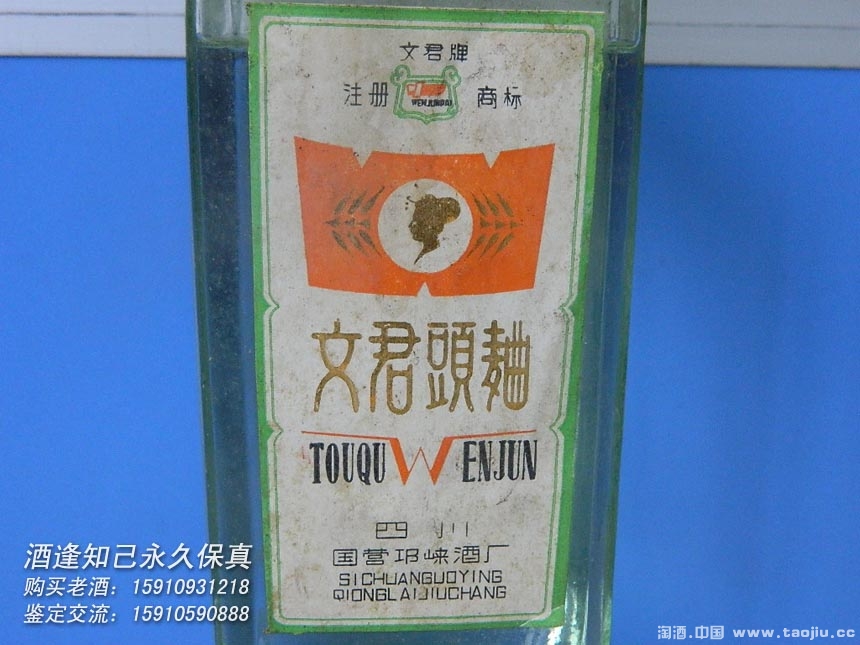 文君牌
注册 商标
WENJUNPAI
文君頭麯
TOUQU WENJUN
四川
国营邛崃酒厂
SICHUANGUOYING
QIONGLAIJIUCHANG
酒逢知己永久保真
购买老酒：15910931218
鉴定交流：15910590888
淘酒.中国 www.taojiu.cc